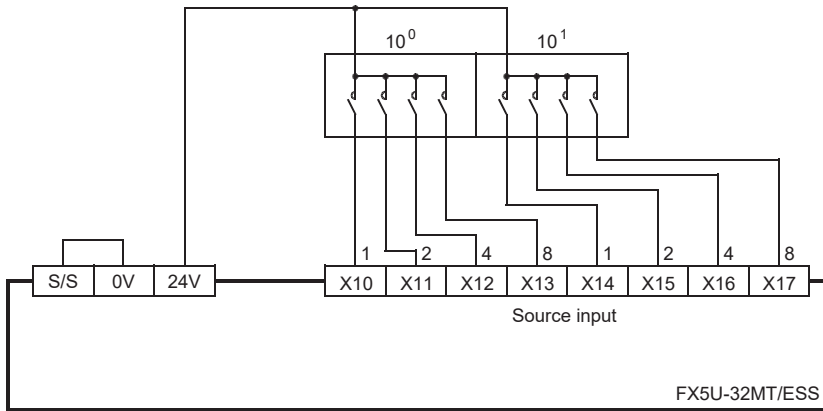 10⁰ 10¹
1 2 4 8 1 2 4 8
S/S 0V 24V X10 X11 X12 X13 X14 X15 X16 X17
Source input
FX5U-32MT/ESS